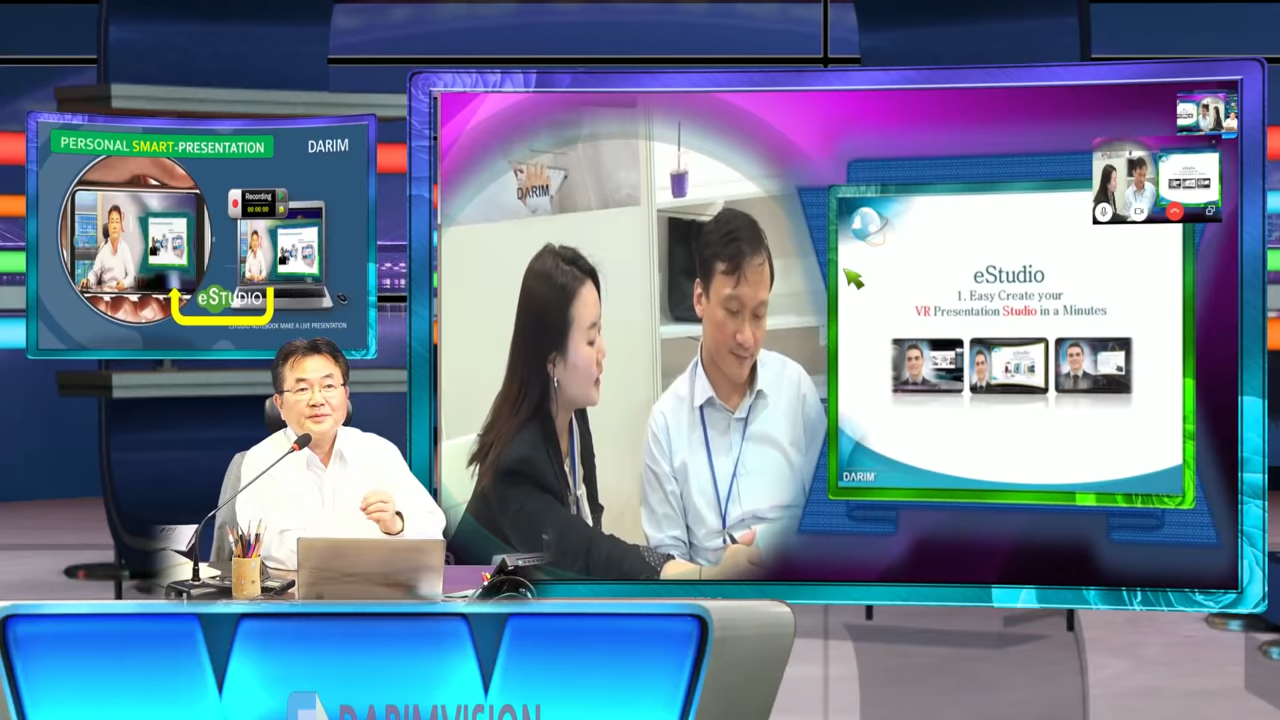 PERSONAL SMART-PRESENTATION
DARIM
Recording
00:00:00
eSTUDIO
ESTUDIO NOTEBOOK MAKE A LIVE PRESENTATION
DARIM
eStudio
1. Easy Create your
VR Presentation Studio in a Minutes
DARIM
DARIMVISION